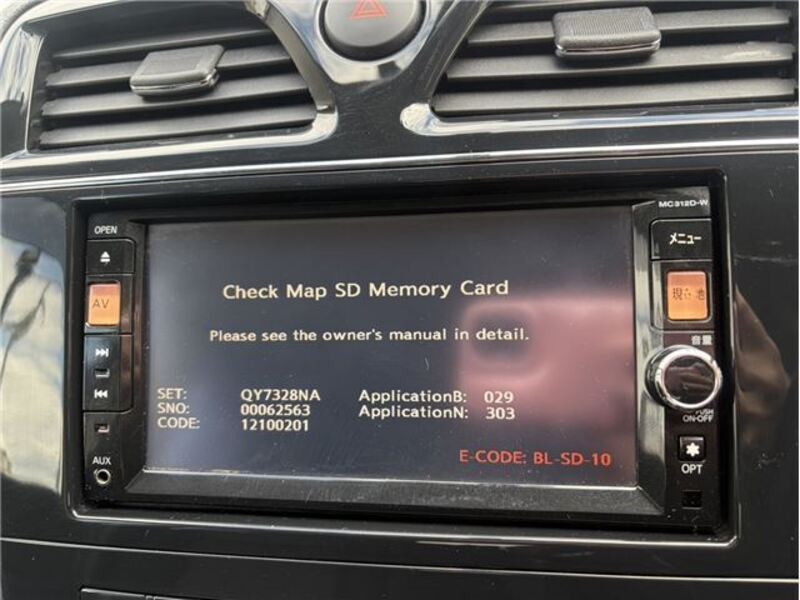 MC312D-W
OPEN
メニュー
AV
現在地
Check Map SD Memory Card
Please see the owner's manual in detail.
音量
SET: QY7328NA ApplicationB: 029
SNO: 00062563 ApplicationN: 303
CODE: 12100201
PUSH
ON-OFF
E-CODE: BL-SD-10
AUX
OPT